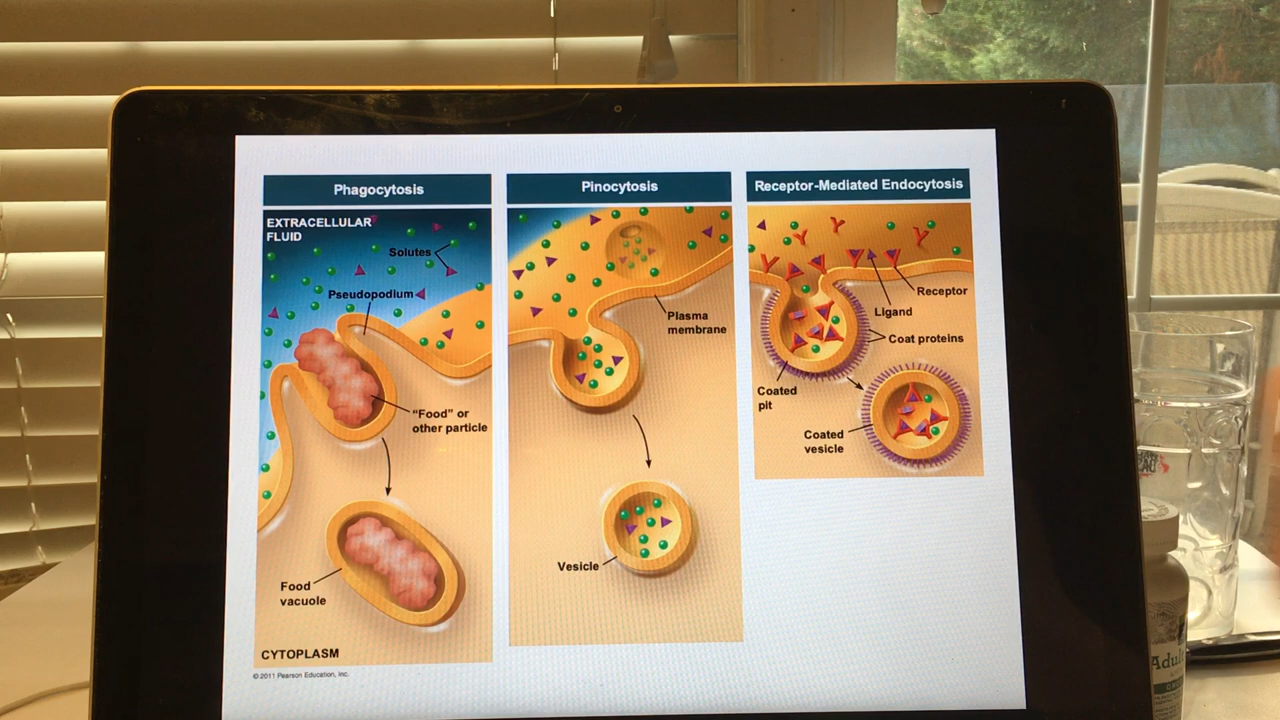 Phagocytosis
EXTRACELLULAR
FLUID
Solutes
Pseudopodium
"Food" or
other particle
Food
vacuole
CYTOPLASM
© 2011 Pearson Education, Inc.
Pinocytosis
Plasma
membrane
Vesicle
Receptor-Mediated Endocytosis
Receptor
Ligand
Coat proteins
Coated
pit
Coated
vesicle
Adul